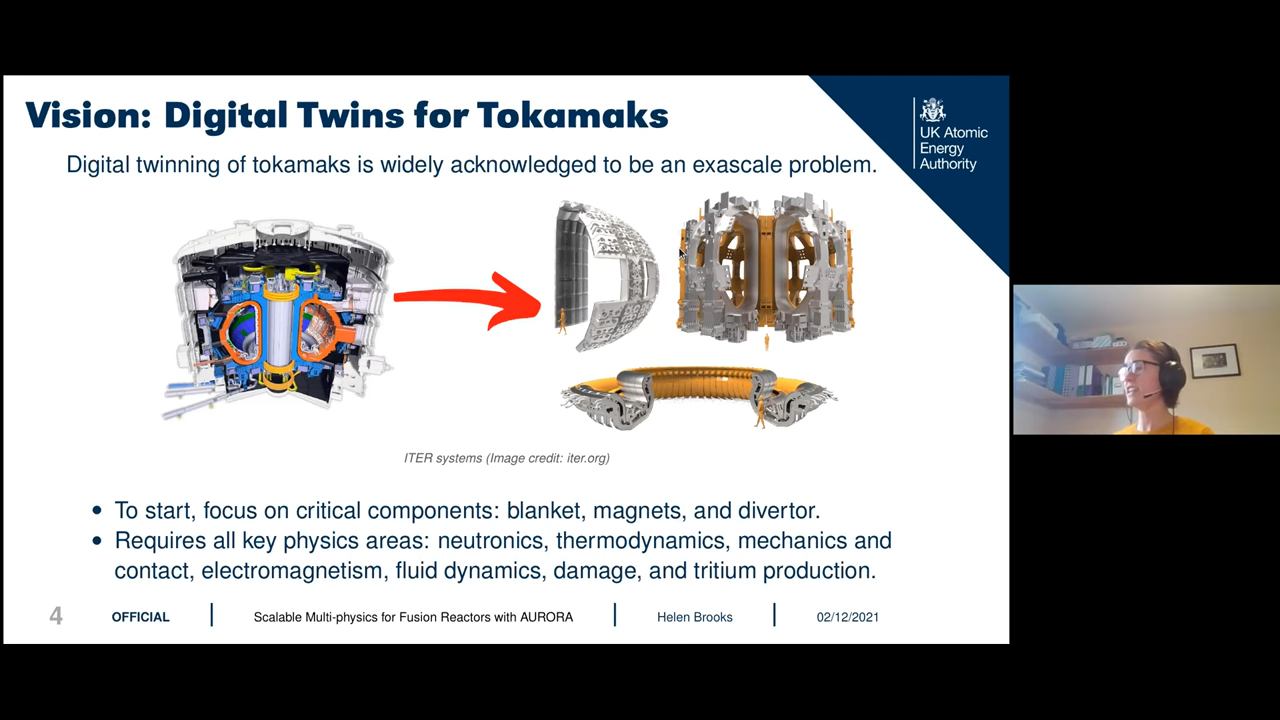 Vision: Digital Twins for Tokamaks
UK Atomic
Energy
Authority
Digital twinning of tokamaks is widely acknowledged to be an exascale problem.
ITER systems (Image credit: iter.org)
• To start, focus on critical components: blanket, magnets, and divertor.
• Requires all key physics areas: neutronics, thermodynamics, mechanics and
contact, electromagnetism, fluid dynamics, damage, and tritium production.
4 OFFICIAL | Scalable Multi-physics for Fusion Reactors with AURORA | Helen Brooks | 02/12/2021